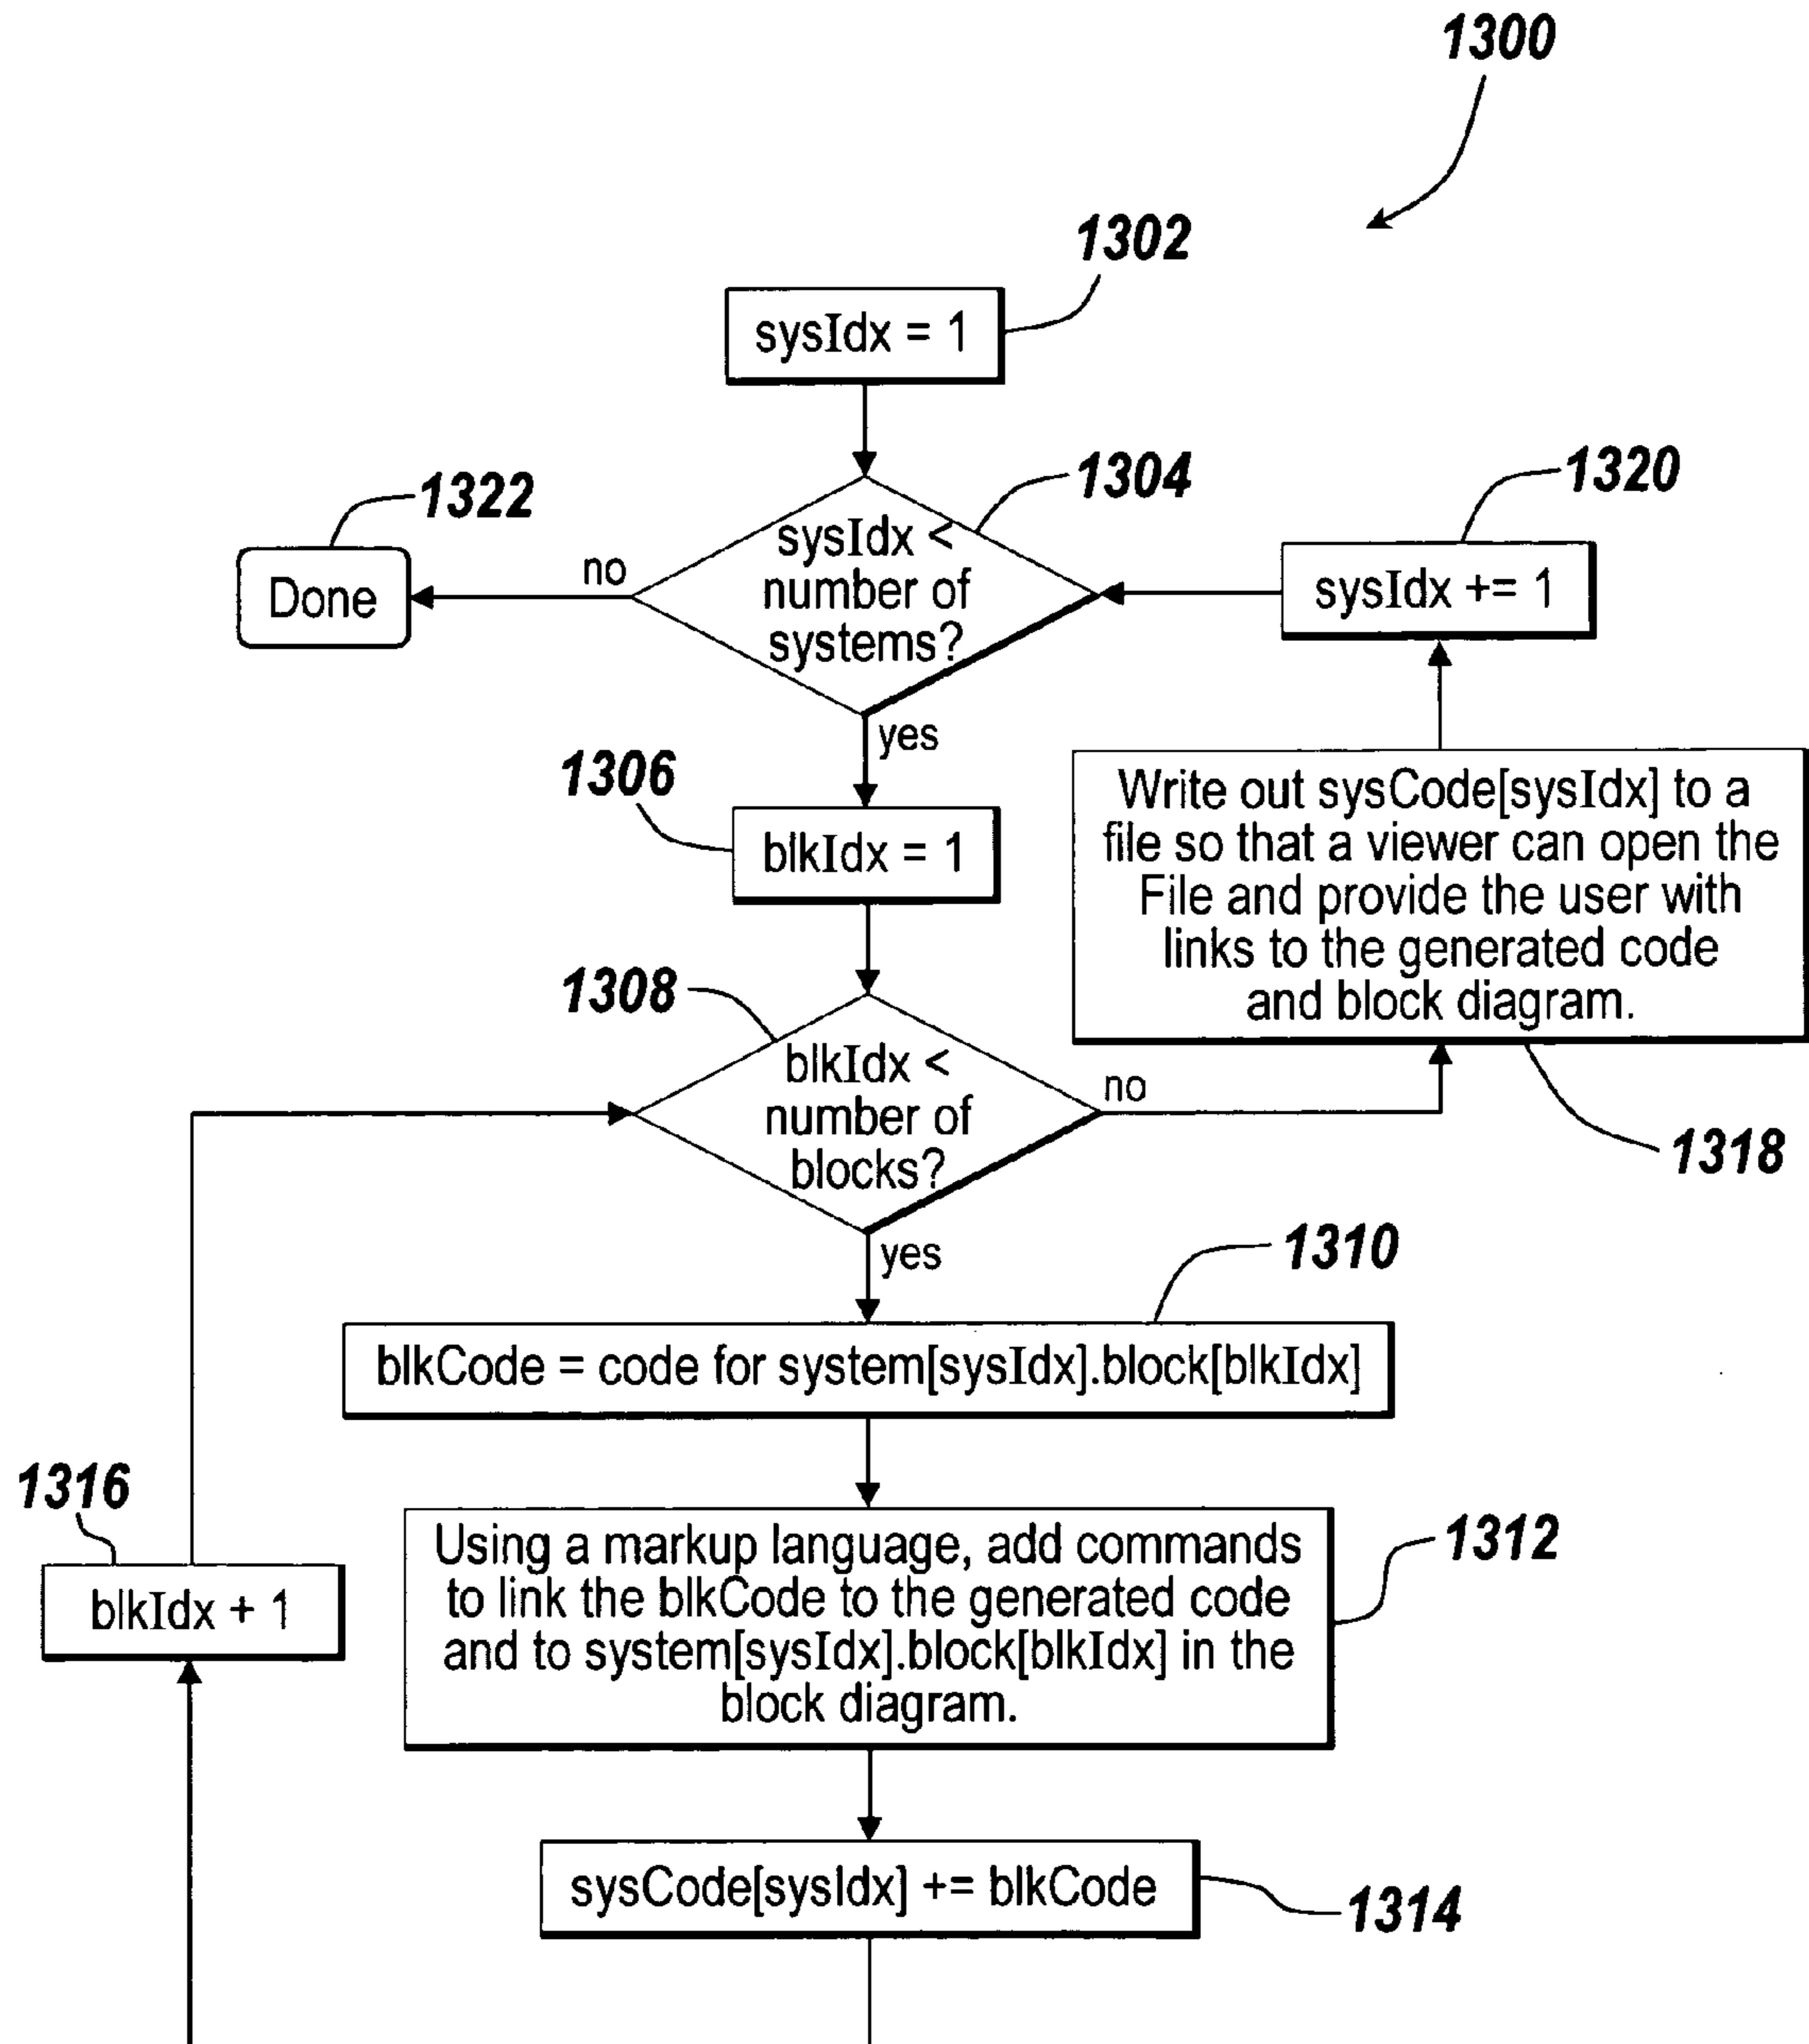 1300
1302
sysIdx = 1
1304
1320
1322
sysIdx <
number of
systems?
no
Done
sysIdx += 1
yes
1306
blkIdx = 1
Write out sysCode[sysIdx] to a
file so that a viewer can open the
File and provide the user with
links to the generated code
and block diagram.
1308
blkIdx <
number of
blocks?
no
1318
yes
1310
blkCode = code for system[sysIdx].block[blkIdx]
1316
blkIdx + 1
Using a markup language, add commands
to link the blkCode to the generated code
and to system[sysIdx].block[blkIdx] in the
block diagram.
1312
sysCode[sysIdx] += blkCode
1314